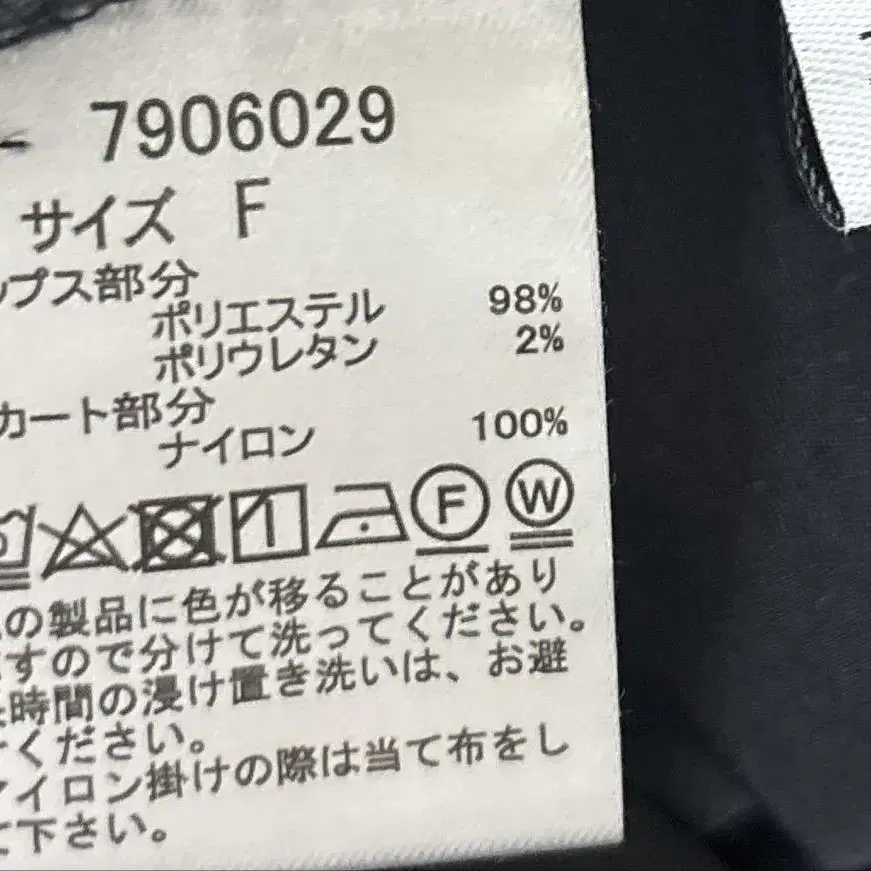 - 7906029
サイズ F
ップス部分
ポリエステル 98%
ポリウレタン 2%
カート部分
ナイロン 100%
F W
の製品に色が移ることがあり
すので分けて洗ってください。
時間の浸け置き洗いは、お避
ください。
アイロン掛けの際は当て布をし
下さい。